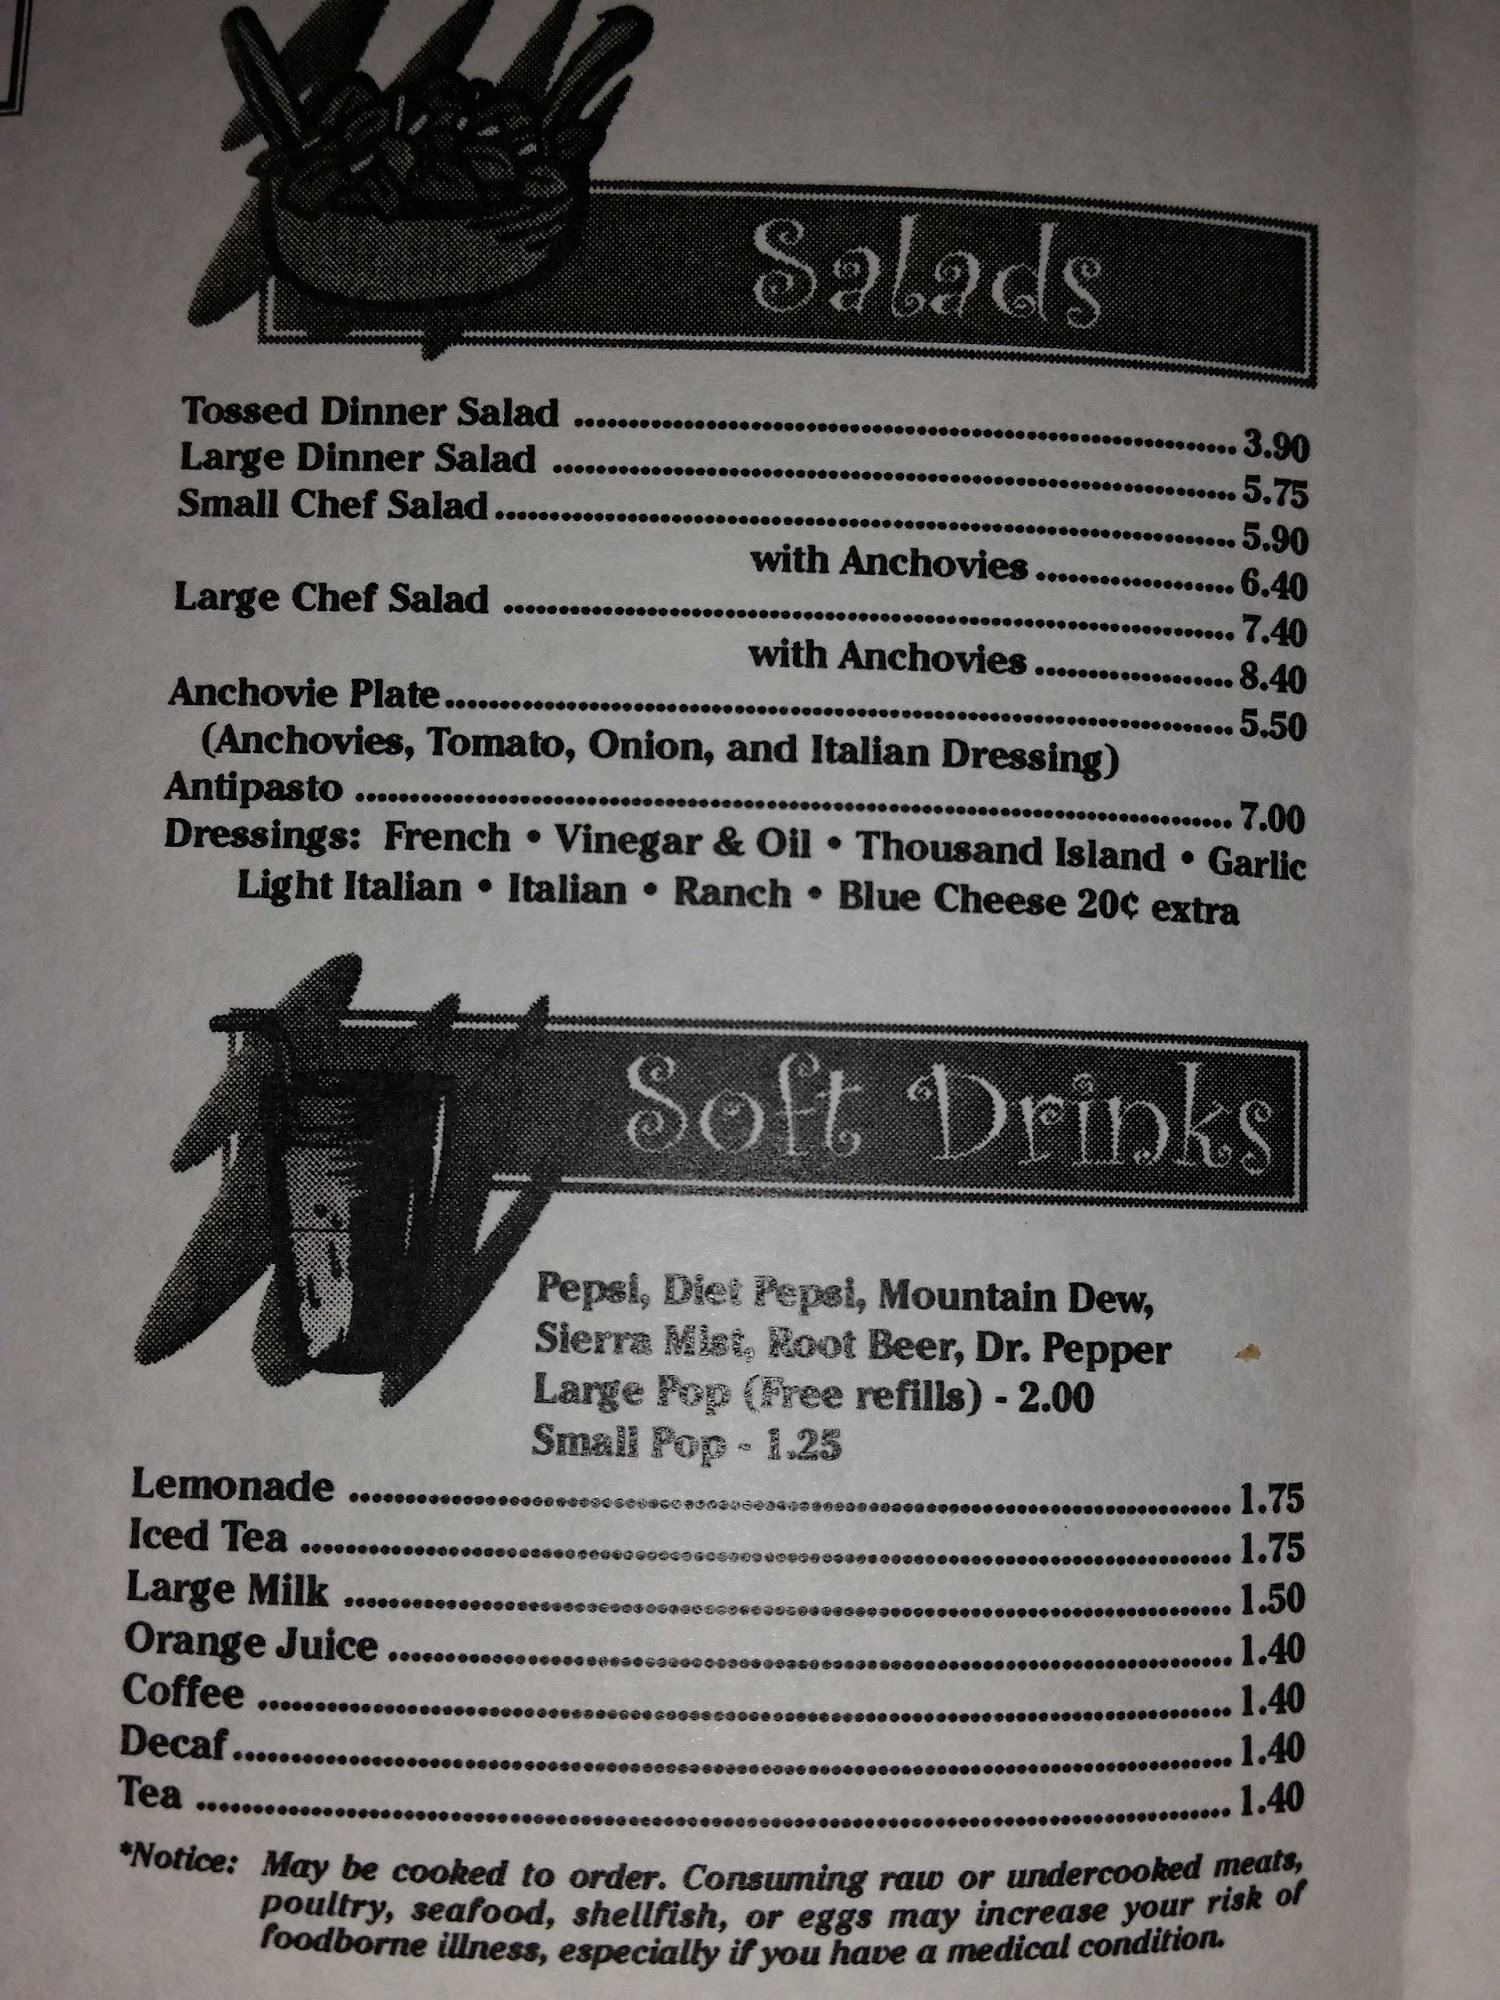 Salads
Tossed Dinner Salad ........ 3.90
Large Dinner Salad ........ 5.75
Small Chef Salad ........ 5.90
with Anchovies ........ 6.40
Large Chef Salad ........ 7.40
with Anchovies ........ 8.40
Anchovie Plate ........ 5.50
(Anchovies, Tomato, Onion, and Italian Dressing)
Antipasto ........ 7.00
Dressings: French • Vinegar & Oil • Thousand Island • Garlic
Light Italian • Italian • Ranch • Blue Cheese 20¢ extra
Soft Drinks
Pepsi, Diet Pepsi, Mountain Dew,
Sierra Mist, Root Beer, Dr. Pepper
Large Pop (Free refills) - 2.00
Small Pop - 1.25
Lemonade ........ 1.75
Iced Tea ........ 1.75
Large Milk ........ 1.50
Orange Juice ........ 1.40
Coffee ........ 1.40
Decaf ........ 1.40
Tea ........ 1.40
*Notice: May be cooked to order. Consuming raw or undercooked meats,
poultry, seafood, shellfish, or eggs may increase your risk of
foodborne illness, especially if you have a medical condition.